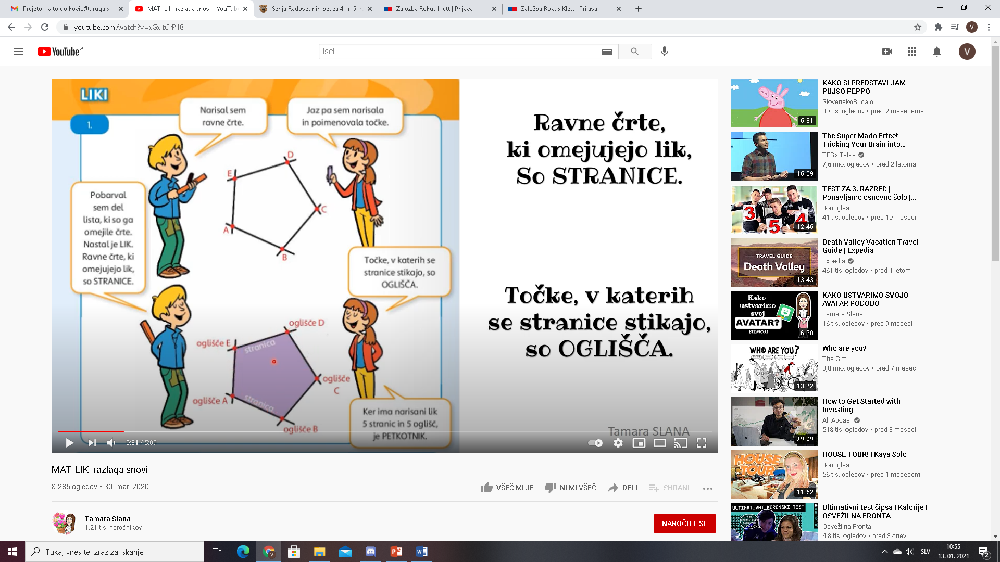 Prejeto - vito.gojkovic@druga.si
MAT- LIKI razlaga snovi - YouTub
Serija Radovednih pet za 4. in 5. r
Založba Rokus Klett | Prijava
Založba Rokus Klett | Prijava
youtube.com/watch?v=xGxItCrPiI8
V
YouTube SI
Išči
V
LIKI
1.
Narisal sem
ravne črte.
Jaz pa sem narisala
in poimenovala točke.
Pobarval
sem del
lista, ki so ga
omejile črte.
Nastal je LIK.
Ravne črte, ki
omejujejo lik,
so STRANICE.
D
E
C
A
B
Točke, v katerih se
stranice stikajo, so
OGLIŠČA.
oglišče D
oglišče E
stranica
oglišče
C
oglišče A
stranica
oglišče B
Ker ima narisani lik
5 stranic in 5 oglišč,
je PETKOTNIK.
Ravne črte,
ki omejujejo lik,
So STRANICE.
Točke, v katerih
se stranice stikajo,
so OGLIŠČA.
Tamara SLANA
0:31 / 5:09
MAT- LIKI razlaga snovi
8.286 ogledov • 30. mar. 2020
VŠEČ MI JE
NI MI VŠEČ
DELI
SHRANI
Tamara Slana
1,21 tis. naročnikov
NAROČITE SE
5.31
KAKO SI PREDSTAVLJAM
PUJSO PEPPO
SlovenskoBudalo!
80 tis. ogledov • pred 2 mesecema
15.09
The Super Mario Effect -
Tricking Your Brain into...
TEDx Talks
7,6 mio. ogledov • pred 2 letoma
3 5 4
12.45
TEST ZA 3. RAZRED |
Ponavljamo osnovno šolo |...
Joonglaa
41 tis. ogledov • pred 10 meseci
TRAVEL GUIDE
Death Valley
13.43
Death Valley Vacation Travel
Guide | Expedia
Expedia
461 tis. ogledov • pred 1 letom
Kako
ustvarimo
svoj
AVATAR?
BITMOJI
6.30
KAKO USTVARIMO SVOJO
AVATAR PODOBO
Tamara Slana
16 tis. ogledov • pred 9 meseci
WHO ARE YOU?
13.32
Who are you?
The Gift
3,8 mio. ogledov • pred 7 meseci
29.09
How to Get Started with
Investing
Ali Abdaal
518 tis. ogledov • pred 3 meseci
HOUSE
TOUR
Kaya Solo
11.52
HOUSE TOUR! I Kaya Solo
Joonglaa
56 tis. ogledov • pred 1 mesecem
ULTIMATIVNI KORONSKI TEST
KALORIJE
Ultimativni test čipsa I Kalorije I
OSVEŽILNA FRONTA
Osvežilna Fronta
4,8 tis. ogledov • pred 3 dnevi
Tukaj vnesite izraz za iskanje
SLV
10:55
13. 01. 2021
2